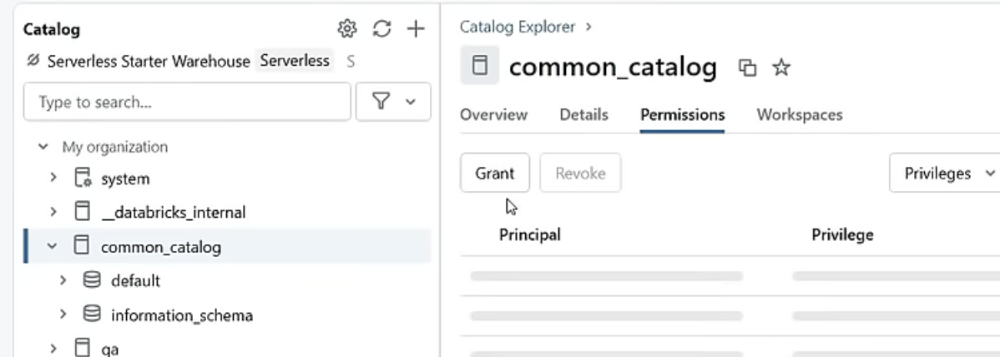 Catalog
Serverless Starter Warehouse Serverless S
Type to search...
My organization
system
__databricks_internal
common_catalog
default
information_schema
qa
Catalog Explorer >
common_catalog
Overview Details Permissions Workspaces
Grant Revoke Privileges
Principal Privilege